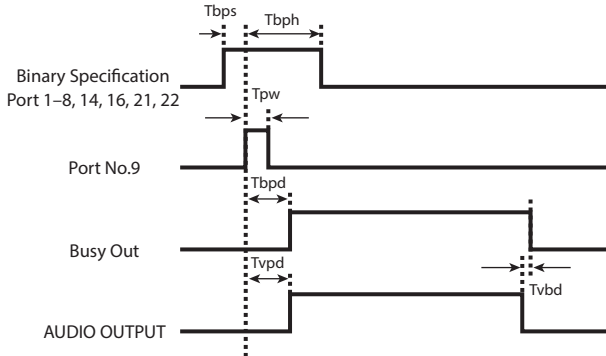 Tbps
Tbph
Binary Specification
Port 1–8, 14, 16, 21, 22
Tpw
Port No.9
Tbpd
Busy Out
Tvpd
Tvbd
AUDIO OUTPUT